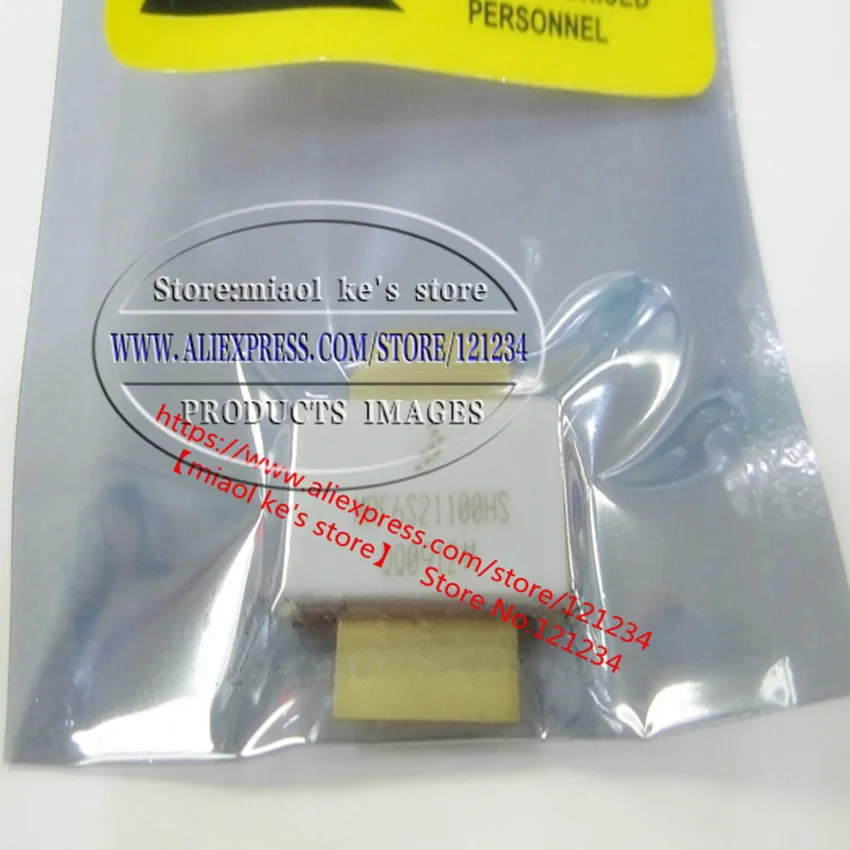 PERSONNEL
Store:miaol ke's store
WWW.ALIEXPRESS.COM/STORE/121234
PRODUCTS IMAGES
https://www.aliexpress.com/store/121234
【miaol ke's store】 Store No.121234
MRF6S21100HS